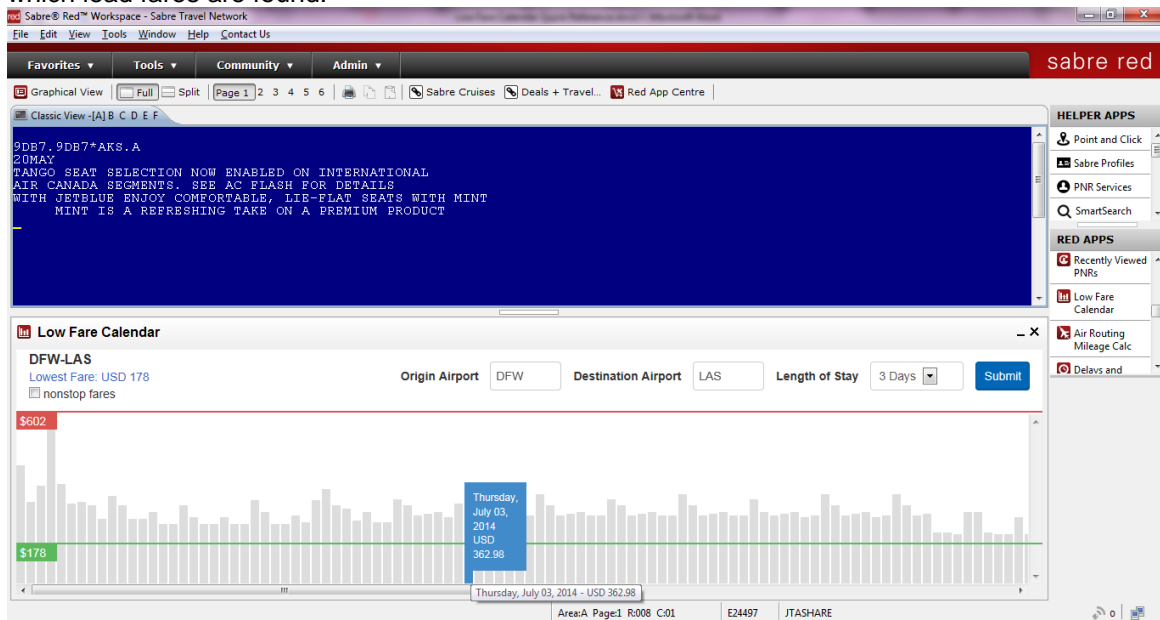 which lead fares are found.
red Sabre® Red™ Workspace - Sabre Travel Network
File Edit View Tools Window Help Contact Us
Favorites Tools Community Admin
sabre red
Graphical View Full Split Page 1 2 3 4 5 6 Sabre Cruises Deals + Travel... Red App Centre
Classic View -[A] B C D E F
9DB7.9DB7*AKS.A
20MAY
TANGO SEAT SELECTION NOW ENABLED ON INTERNATIONAL
AIR CANADA SEGMENTS. SEE AC FLASH FOR DETAILS
WITH JETBLUE ENJOY COMFORTABLE, LIE-FLAT SEATS WITH MINT
MINT IS A REFRESHING TAKE ON A PREMIUM PRODUCT
HELPER APPS
Point and Click
Sabre Profiles
PNR Services
SmartSearch
RED APPS
Recently Viewed
PNRs
Low Fare
Calendar
Air Routing
Mileage Calc
Delays and
Low Fare Calendar
DFW-LAS
Lowest Fare: USD 178
nonstop fares
Origin Airport DFW Destination Airport LAS Length of Stay 3 Days Submit
$602
Thursday,
July 03,
2014
USD
362.98
$178
Thursday, July 03, 2014 - USD 362.98
Area:A Page:1 R:008 C:01 E24497 JTASHARE 0